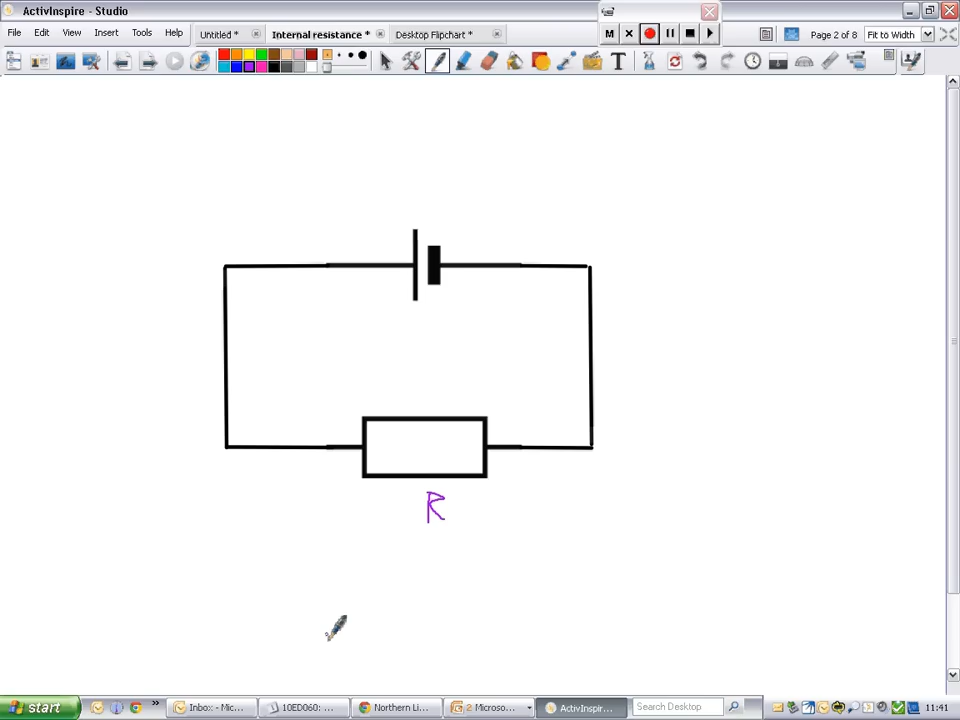 ActivInspire - Studio
File Edit View Insert Tools Help
Untitled * Internal resistance * Desktop Flipchart *
M
Page 2 of 8 Fit to Width
T
R
start Inbox - Mic... 10ED060: ... Northern Li... 2 Microso... ActivInspir... Search Desktop 11:41